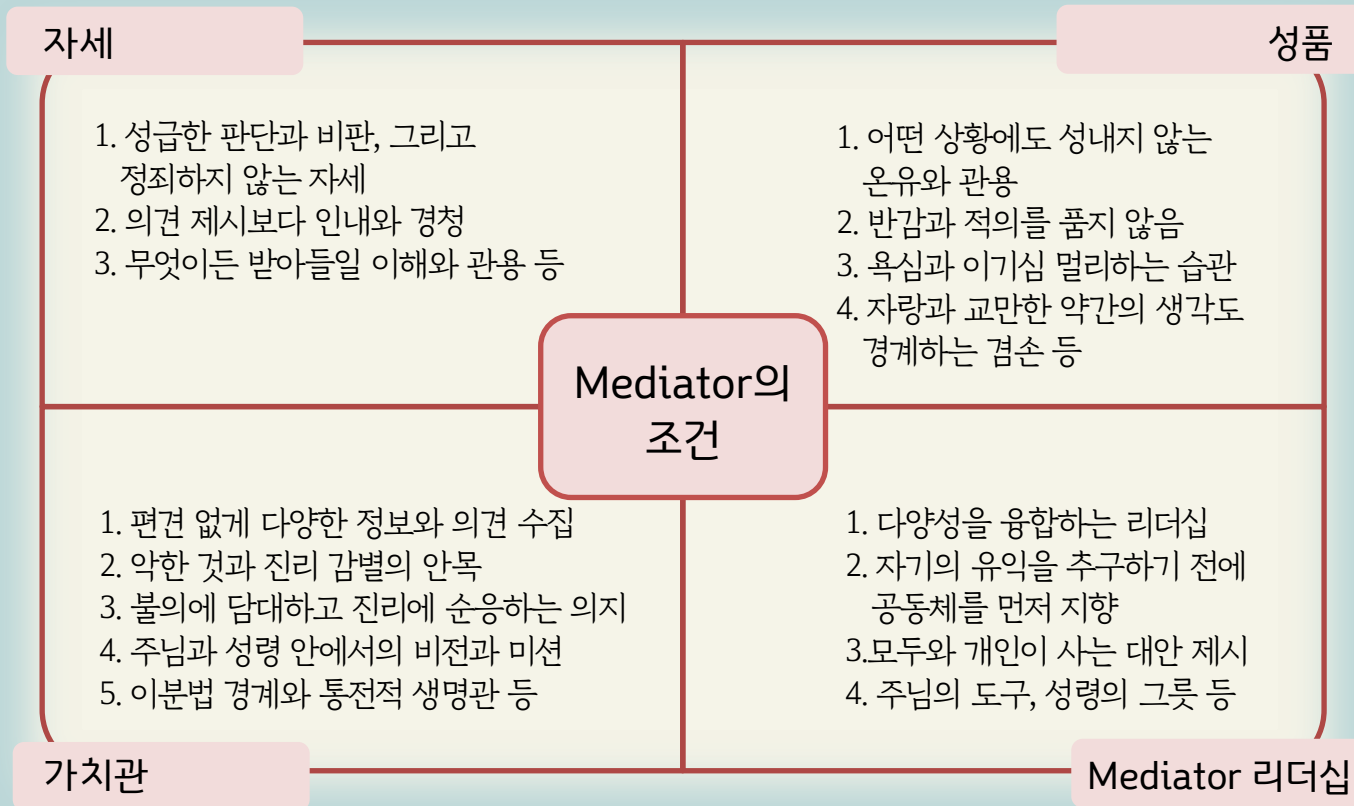 자세
1. 성급한 판단과 비판, 그리고
정죄하지 않는 자세
2. 의견 제시보다 인내와 경청
3. 무엇이든 받아들일 이해와 관용 등
성품
1. 어떤 상황에도 성내지 않는
온유와 관용
2. 반감과 적의를 품지 않음
3. 욕심과 이기심 멀리하는 습관
4. 자랑과 교만한 약간의 생각도
경계하는 겸손 등
Mediator의
조건
1. 편견 없게 다양한 정보와 의견 수집
2. 악한 것과 진리 감별의 안목
3. 불의에 담대하고 진리에 순응하는 의지
4. 주님과 성령 안에서의 비전과 미션
5. 이분법 경계와 통전적 생명관 등
가치관
1. 다양성을 융합하는 리더십
2. 자기의 유익을 추구하기 전에
공동체를 먼저 지향
3.모두와 개인이 사는 대안 제시
4. 주님의 도구, 성령의 그릇 등
Mediator 리더십